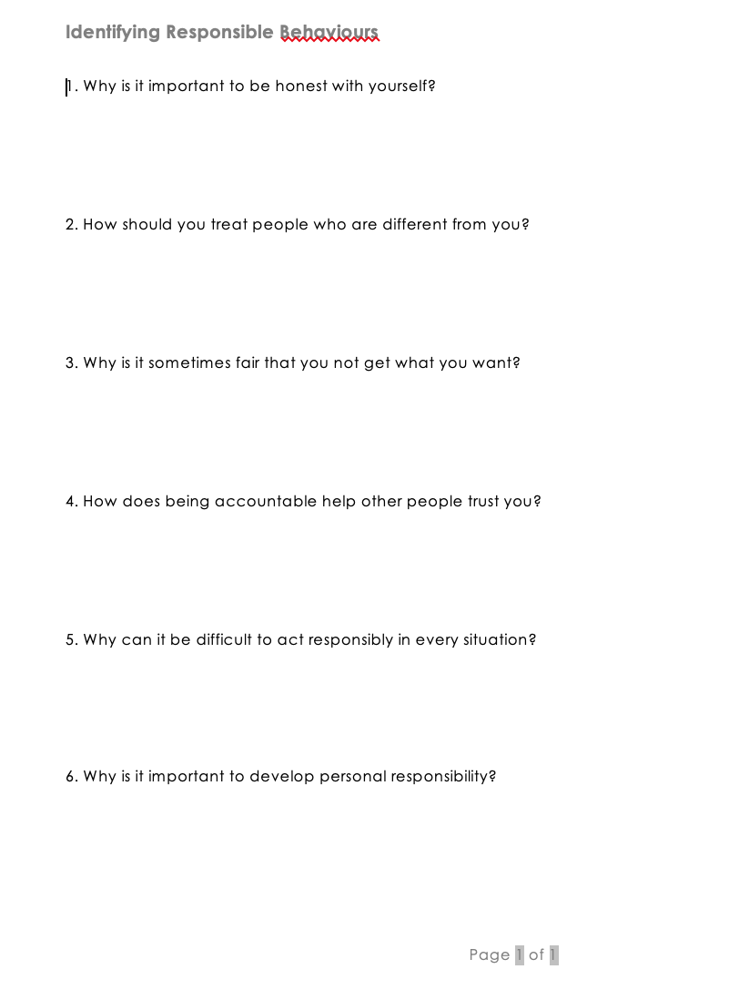 Identifying Responsible Behaviours
1. Why is it important to be honest with yourself?
2. How should you treat people who are different from you?
3. Why is it sometimes fair that you not get what you want?
4. How does being accountable help other people trust you?
5. Why can it be difficult to act responsibly in every situation?
6. Why is it important to develop personal responsibility?
Page 1 of 1